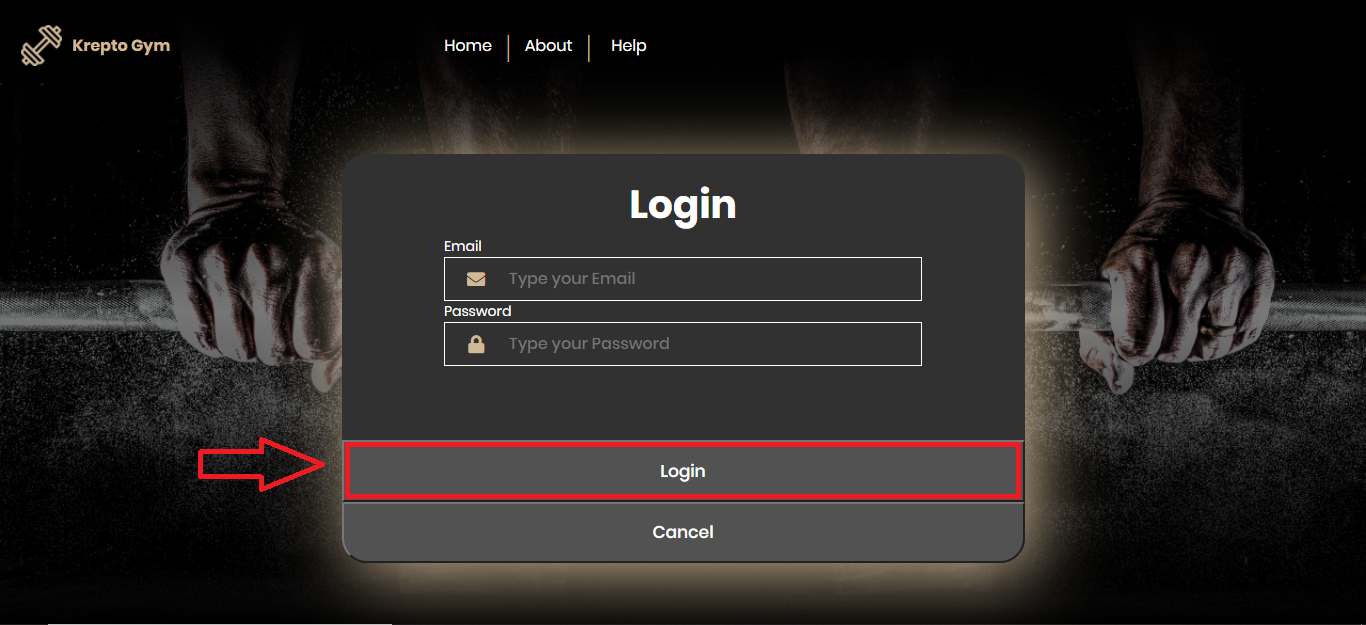 Krepto Gym
Home About Help
Login
Email
Type your Email
Password
Type your Password
Login
Cancel